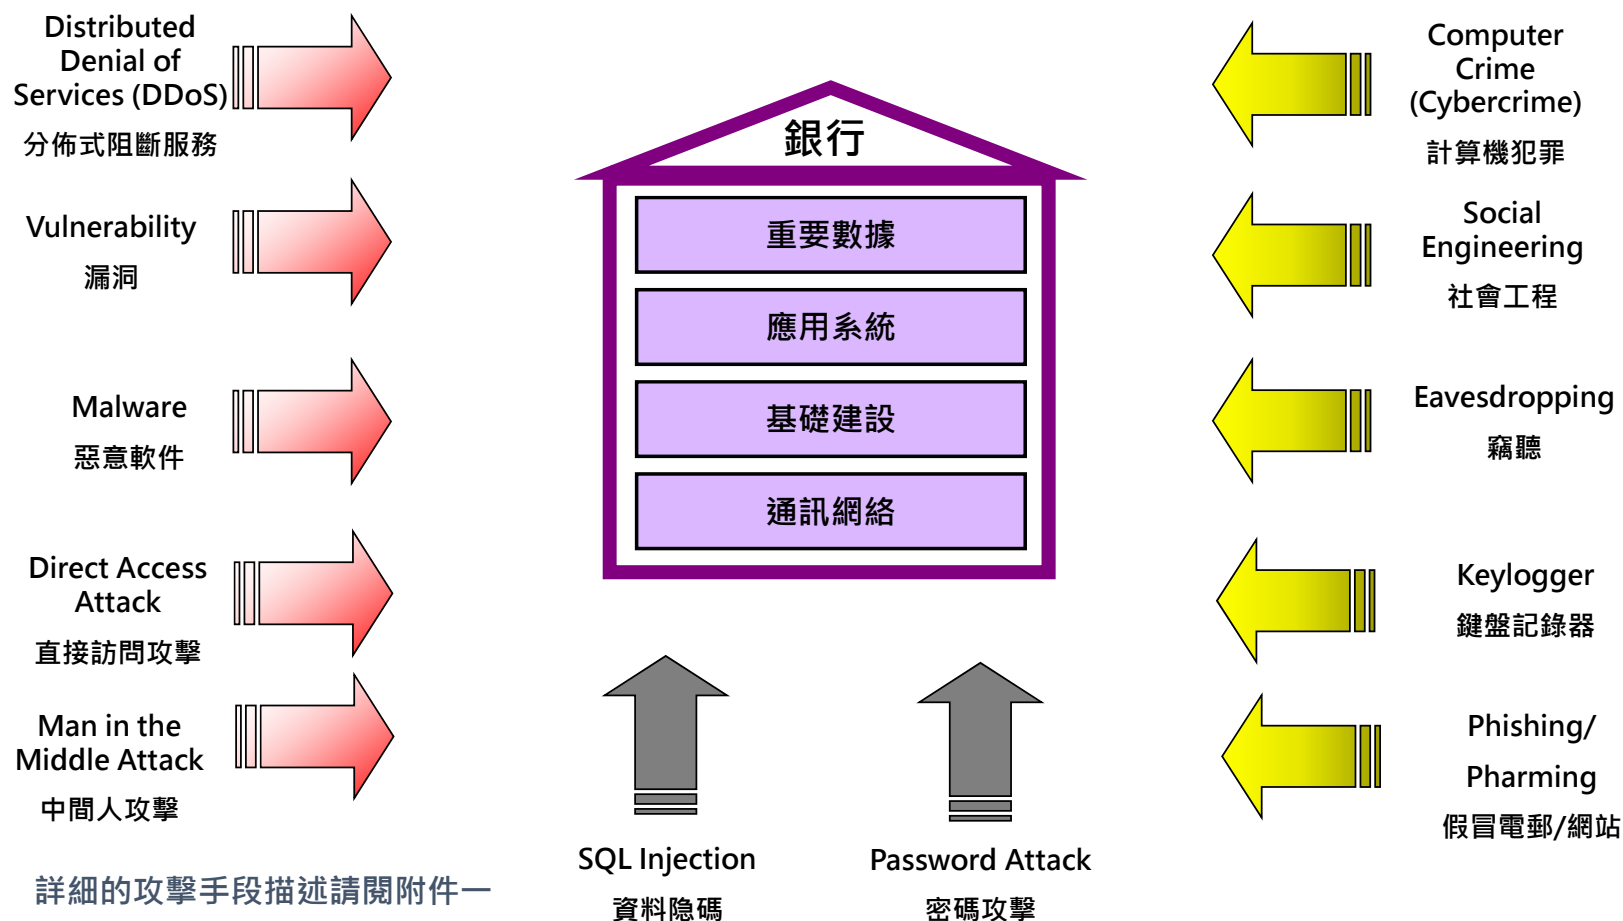 Distributed
Denial of
Services (DDoS)
分佈式阻斷服務
Vulnerability
漏洞
Malware
惡意軟件
Direct Access
Attack
直接訪問攻擊
Man in the
Middle Attack
中間人攻擊
銀行
重要數據
應用系統
基礎建設
通訊網絡
SQL Injection
資料隐碼
Password Attack
密碼攻擊
Computer
Crime
(Cybercrime)
計算機犯罪
Social
Engineering
社會工程
Eavesdropping
竊聽
Keylogger
鍵盤記錄器
Phishing/
Pharming
假冒電郵/網站
詳細的攻擊手段描述請閱附件一